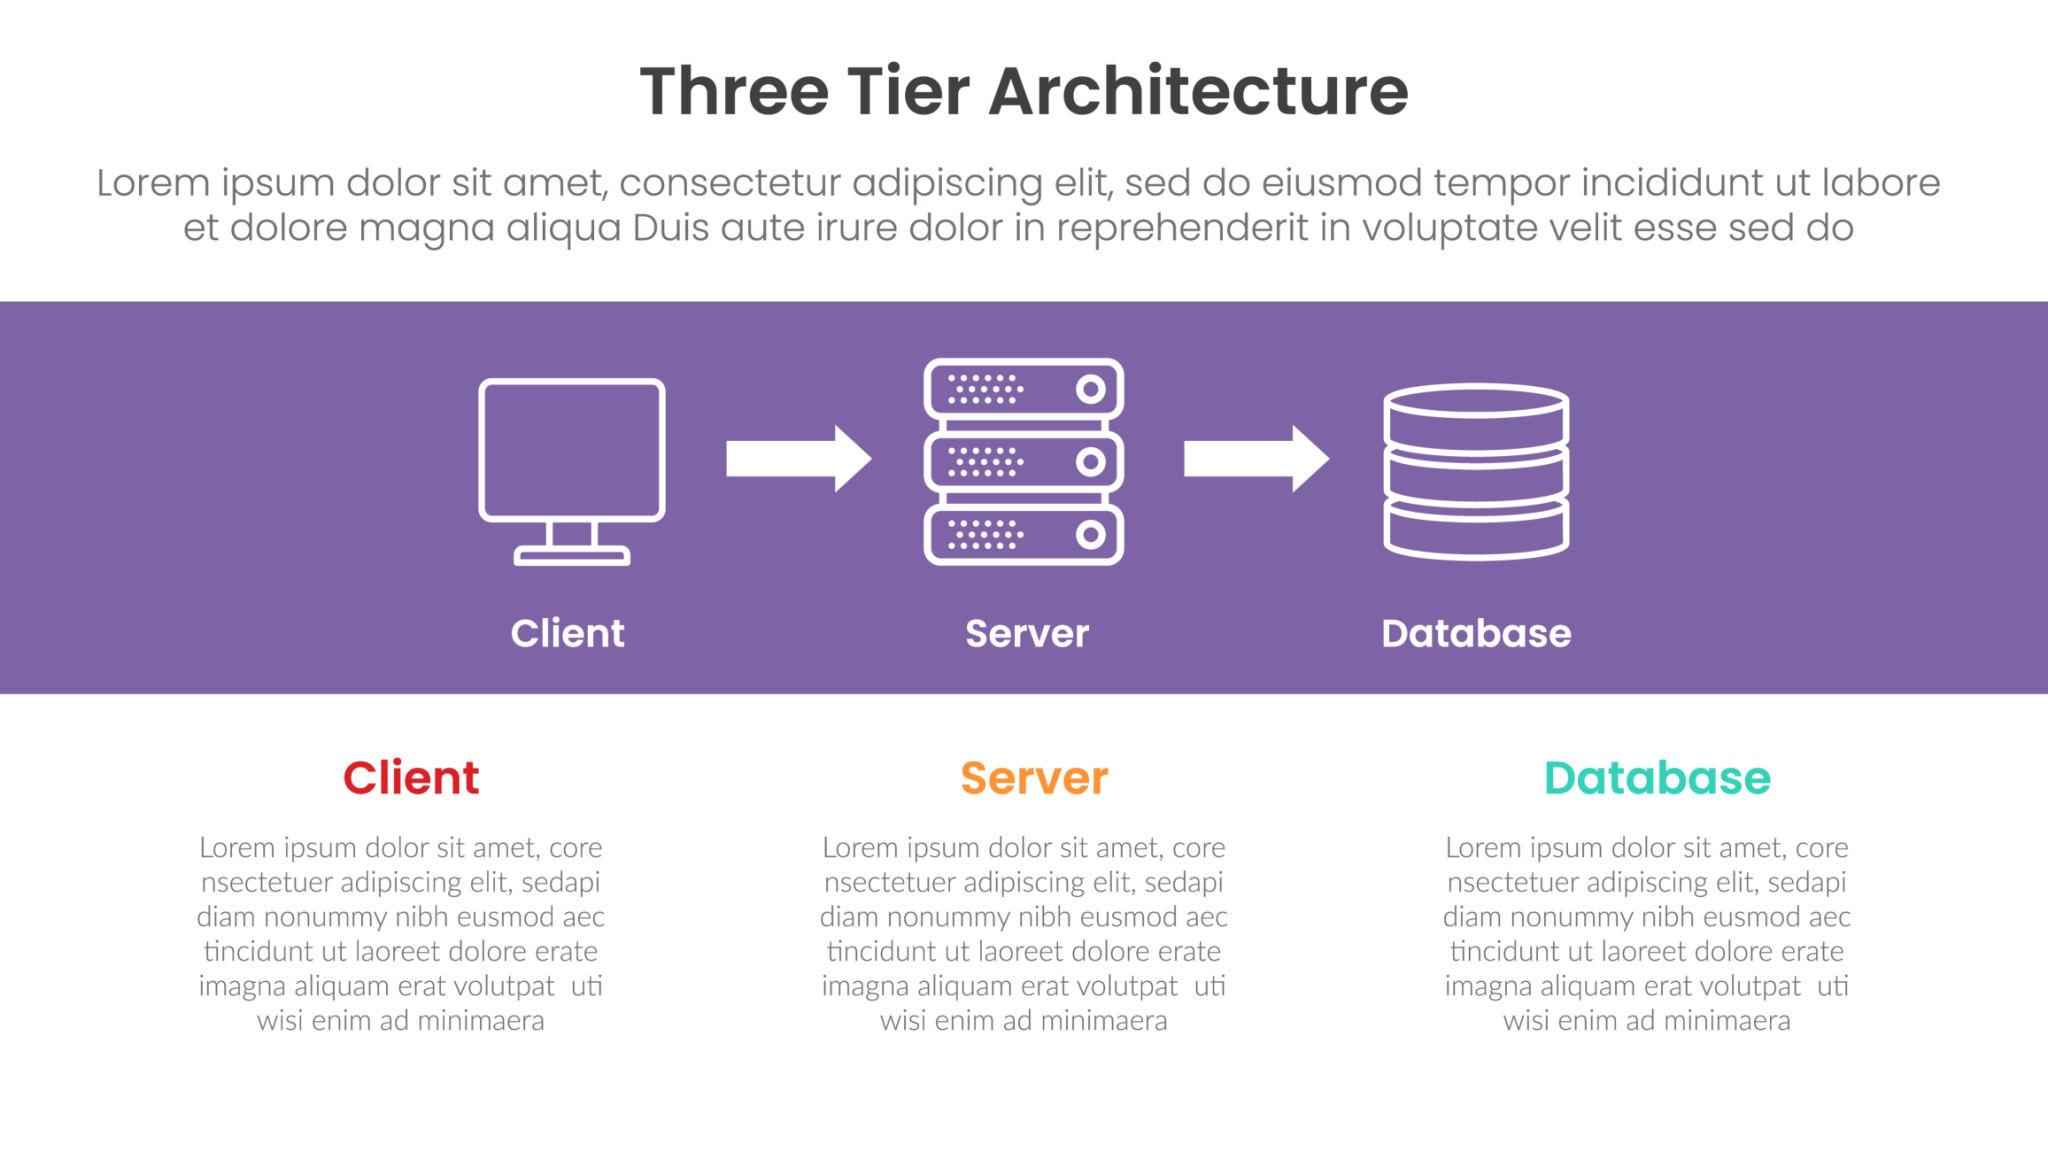 Three Tier Architecture
Lorem ipsum dolor sit amet, consectetur adipiscing elit, sed do eiusmod tempor incididunt ut labore
et dolore magna aliqua Duis aute irure dolor in reprehenderit in voluptate velit esse sed do
Client
Server
Database
Client
Lorem ipsum dolor sit amet, core
nsectetuer adipiscing elit, sedapi
diam nonummy nibh eusmod aec
tincidunt ut laoreet dolore erate
imagna aliquam erat volutpat  uti
wisi enim ad minimaera
Server
Lorem ipsum dolor sit amet, core
nsectetuer adipiscing elit, sedapi
diam nonummy nibh eusmod aec
tincidunt ut laoreet dolore erate
imagna aliquam erat volutpat  uti
wisi enim ad minimaera
Database
Lorem ipsum dolor sit amet, core
nsectetuer adipiscing elit, sedapi
diam nonummy nibh eusmod aec
tincidunt ut laoreet dolore erate
imagna aliquam erat volutpat  uti
wisi enim ad minimaera